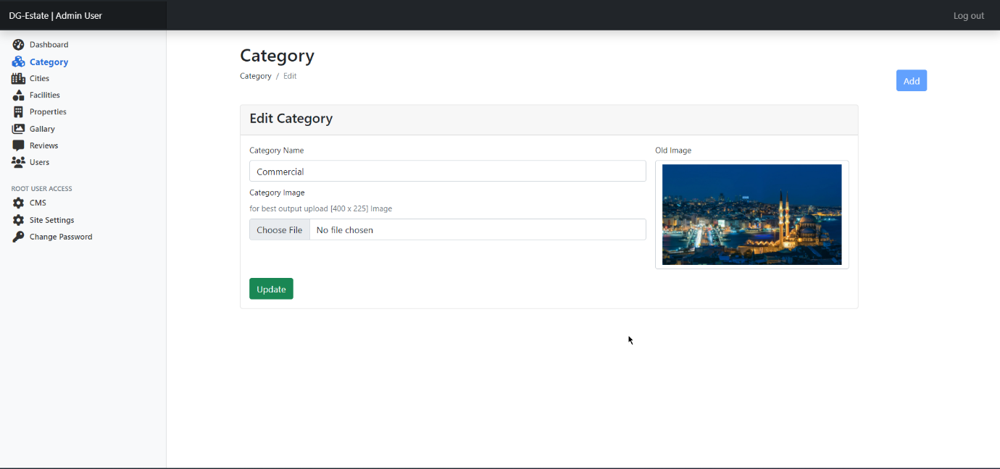 DG-Estate | Admin User
Log out
Dashboard
Category
Cities
Facilities
Properties
Gallary
Reviews
Users
ROOT USER ACCESS
CMS
Site Settings
Change Password
Category
Category / Edit
Add
Edit Category
Category Name
Commercial
Category Image
for best output upload [400 x 225] Image
Choose File No file chosen
Old Image
Update